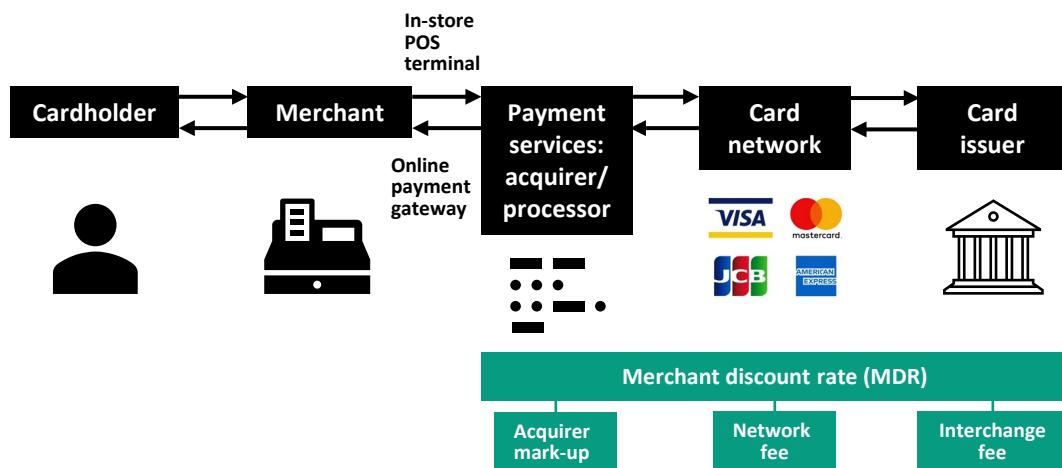 In-store
POS
terminal
Cardholder
Merchant
Payment
services:
acquirer/
processor
Card
network
Card
issuer
Online
payment
gateway
VISA
mastercard.
JCB
AMERICAN
EXPRESS
Merchant discount rate (MDR)
Acquirer
mark-up
Network
fee
Interchange
fee